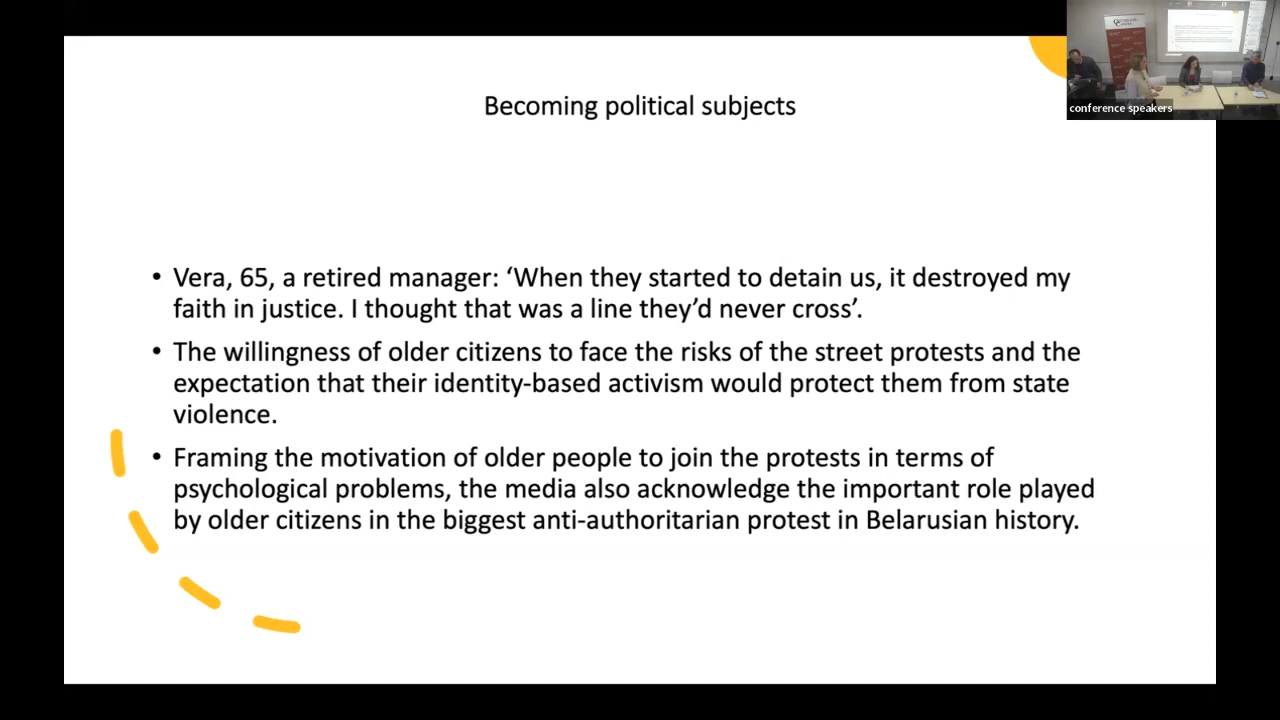 Becoming political subjects
conference speakers
• Vera, 65, a retired manager: ‘When they started to detain us, it destroyed my
faith in justice. I thought that was a line they’d never cross’.
• The willingness of older citizens to face the risks of the street protests and the
expectation that their identity-based activism would protect them from state
violence.
• Framing the motivation of older people to join the protests in terms of
psychological problems, the media also acknowledge the important role played
by older citizens in the biggest anti-authoritarian protest in Belarusian history.